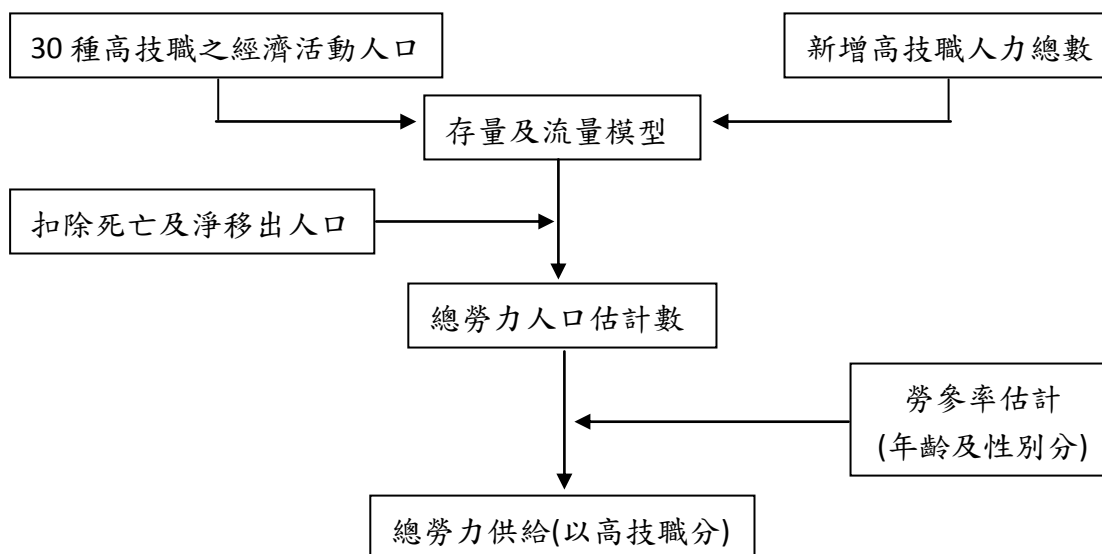 30 種高技職之經濟活動人口
新增高技職人力總數
存量及流量模型
扣除死亡及淨移出人口
總勞力人口估計數
勞參率估計
(年齡及性別分)
總勞力供給(以高技職分)